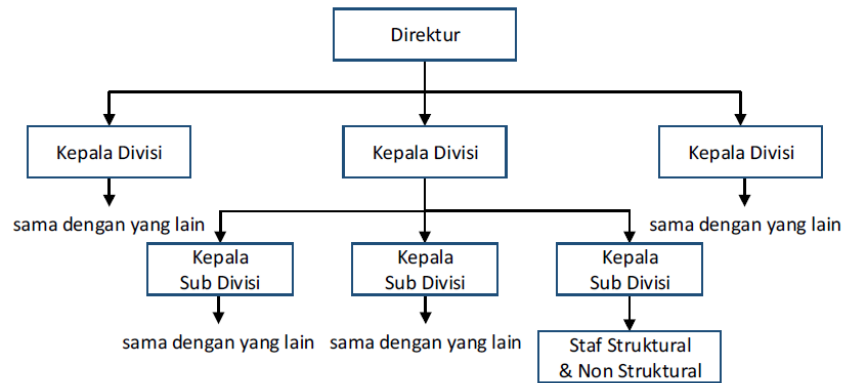 Direktur
Kepala Divisi
Kepala Divisi
Kepala Divisi
sama dengan yang lain
sama dengan yang lain
Kepala
Sub Divisi
Kepala
Sub Divisi
Kepala
Sub Divisi
sama dengan yang lain
sama dengan yang lain
Staf Struktural
& Non Struktural